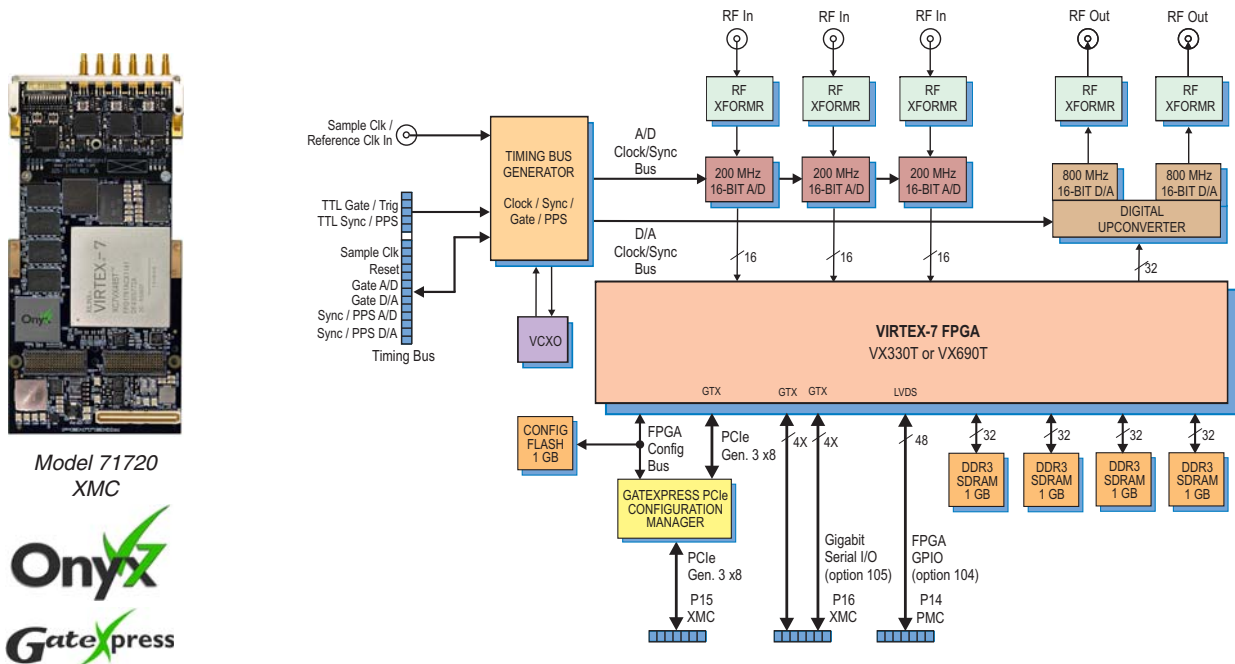 RF In
RF In
RF In
RF Out
RF Out
RF
XFORMR
RF
XFORMR
RF
XFORMR
RF
XFORMR
RF
XFORMR
Sample Clk /
Reference Clk In
TIMING BUS
GENERATOR
Clock / Sync /
Gate / PPS
A/D
Clock/Sync
Bus
200 MHz
16-BIT A/D
200 MHz
16-BIT A/D
200 MHz
16-BIT A/D
800 MHz
16-BIT D/A
800 MHz
16-BIT D/A
DIGITAL
UPCONVERTER
TTL Gate / Trig
TTL Sync / PPS
Sample Clk
Reset
Gate A/D
Gate D/A
Sync / PPS A/D
Sync / PPS D/A
Timing Bus
D/A
Clock/Sync
Bus
16
16
16
32
VCXO
VIRTEX-7 FPGA
VX330T or VX690T
GTX
GTX
GTX
LVDS
CONFIG
FLASH
1 GB
FPGA
Config
Bus
PCIe
Gen. 3 x8
4X
4X
48
32
32
32
32
DDR3
SDRAM
1 GB
DDR3
SDRAM
1 GB
DDR3
SDRAM
1 GB
DDR3
SDRAM
1 GB
GATEXPRESS PCIe
CONFIGURATION
MANAGER
PCIe
Gen. 3 x8
Gigabit
Serial I/O
(option 105)
FPGA
GPIO
(option 104)
P15
XMC
P16
XMC
P14
PMC
VIRTEX-7
Onyx
Model 71720
XMC
Onyx7
GateXpress